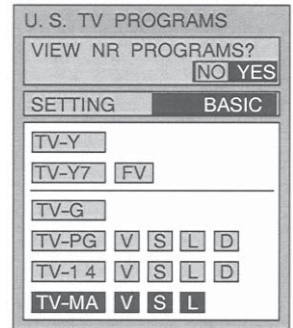 U. S. TV PROGRAMS
VIEW NR PROGRAMS?
NO YES
SETTING BASIC
TV-Y
TV-Y7 FV
TV-G
TV-PG V S L D
TV-1 4 V S L D
TV-MA V S L